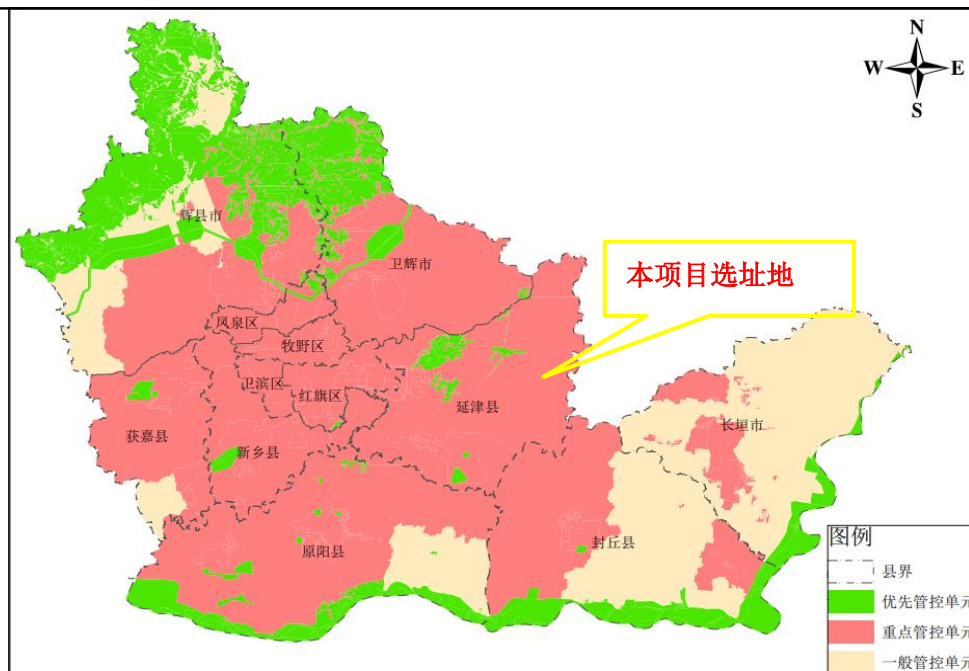 N
W E
S
辉县市
卫辉市
本项目选址地
凤泉区
牧野区
卫滨区
红旗区
延津县
获嘉县
新乡县
长垣市
原阳县
封丘县
图例
县界
优先管控单元
重点管控单元
一般管控单元